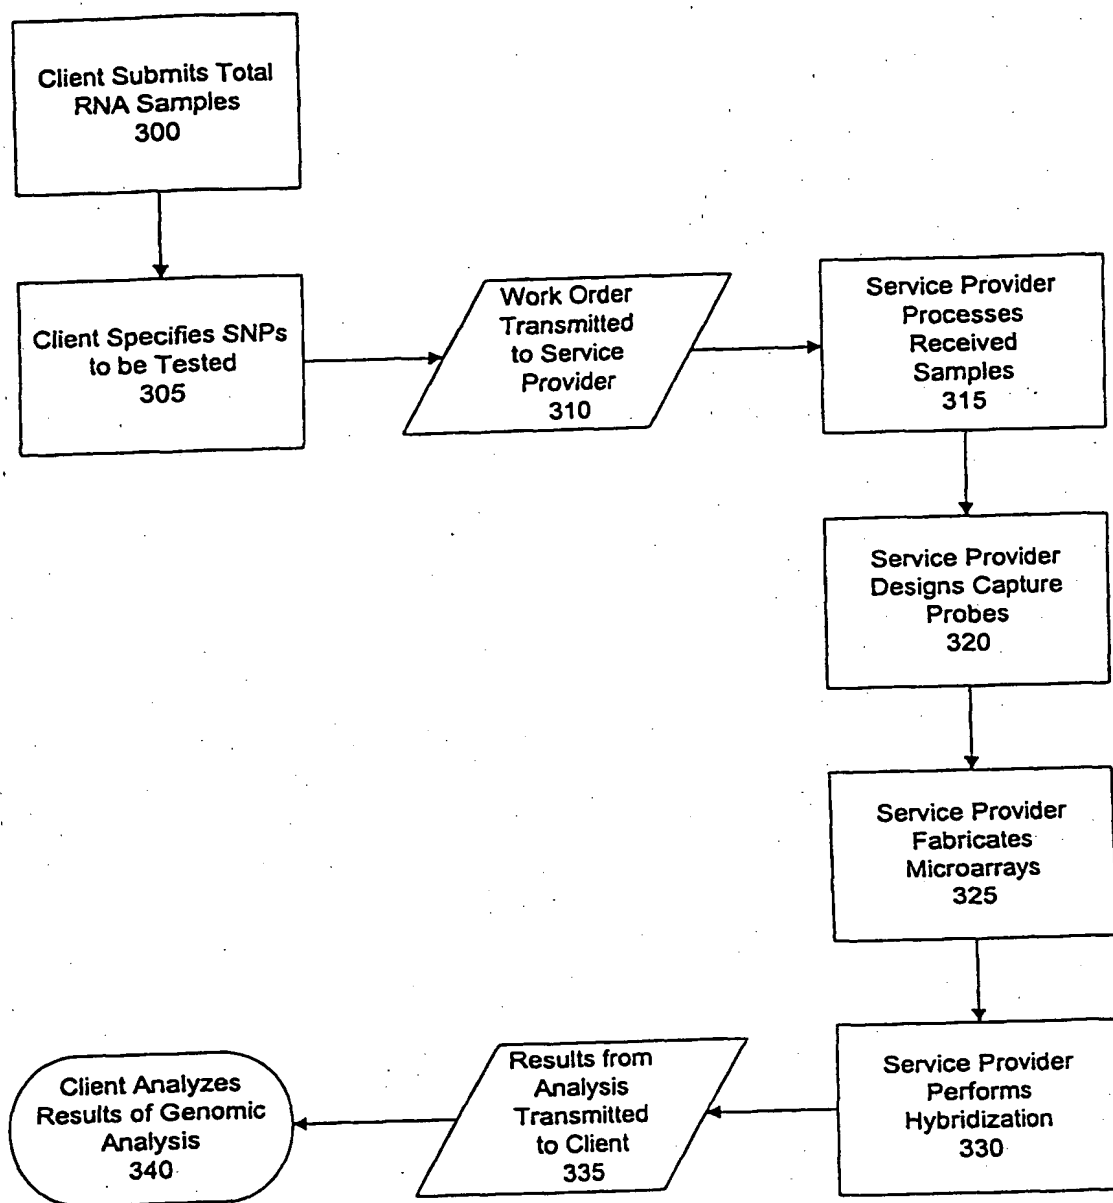 Client Submits Total
RNA Samples
300
Client Specifies SNPs
to be Tested
305
Work Order
Transmitted
to Service
Provider
310
Service Provider
Processes
Received
Samples
315
Service Provider
Designs Capture
Probes
320
Service Provider
Fabricates
Microarrays
325
Service Provider
Performs
Hybridization
330
Results from
Analysis
Transmitted
to Client
335
Client Analyzes
Results of Genomic
Analysis
340